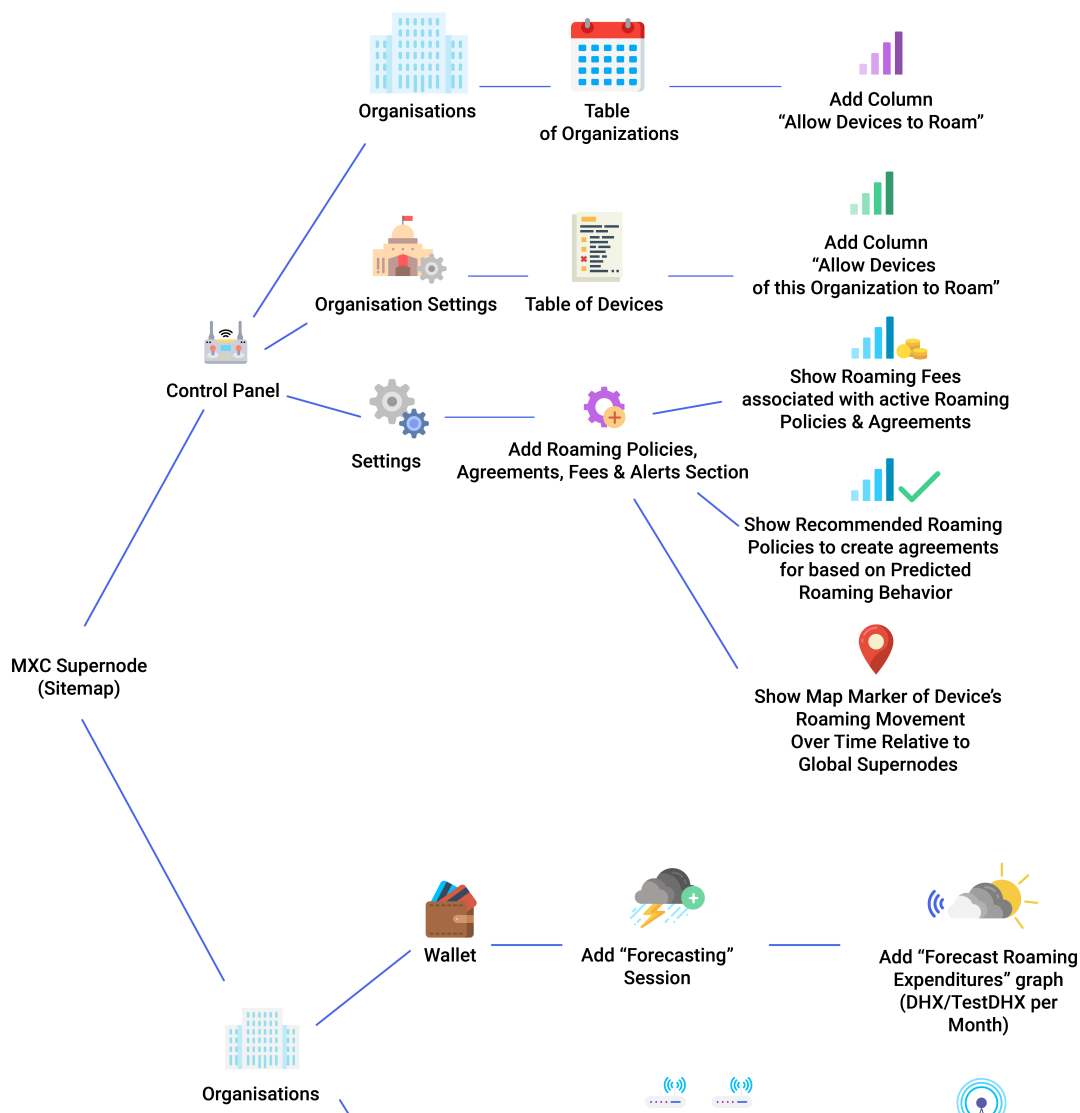 Organisations
Table
of Organizations
Add Column
“Allow Devices to Roam”
Organisation Settings
Table of Devices
Add Column
“Allow Devices
of this Organization to Roam”
Control Panel
Settings
Add Roaming Policies,
Agreements, Fees & Alerts Section
Show Roaming Fees
associated with active Roaming
Policies & Agreements
Show Recommended Roaming
Policies to create agreements
for based on Predicted
Roaming Behavior
Show Map Marker of Device’s
Roaming Movement
Over Time Relative to
Global Supernodes
MXC Supernode
(Sitemap)
Organisations
Wallet
Add “Forecasting”
Session
Add “Forecast Roaming
Expenditures” graph
(DHX/TestDHX per
Month)